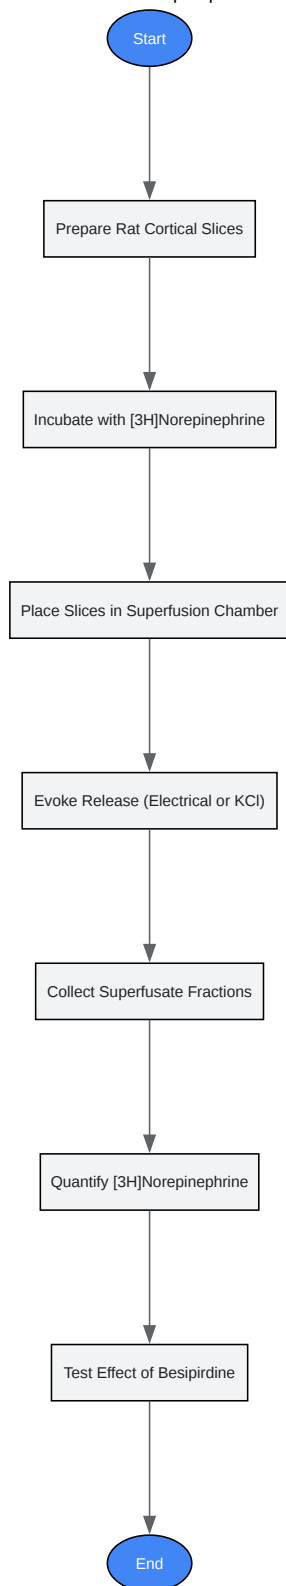 Start
Prepare Rat Cortical Slices
Incubate with [3H]Norepinephrine
Place Slices in Superfusion Chamber
Evoke Release (Electrical or KCl)
Collect Superfusate Fractions
Quantify [3H]Norepinephrine
Test Effect of Besipirdine
End